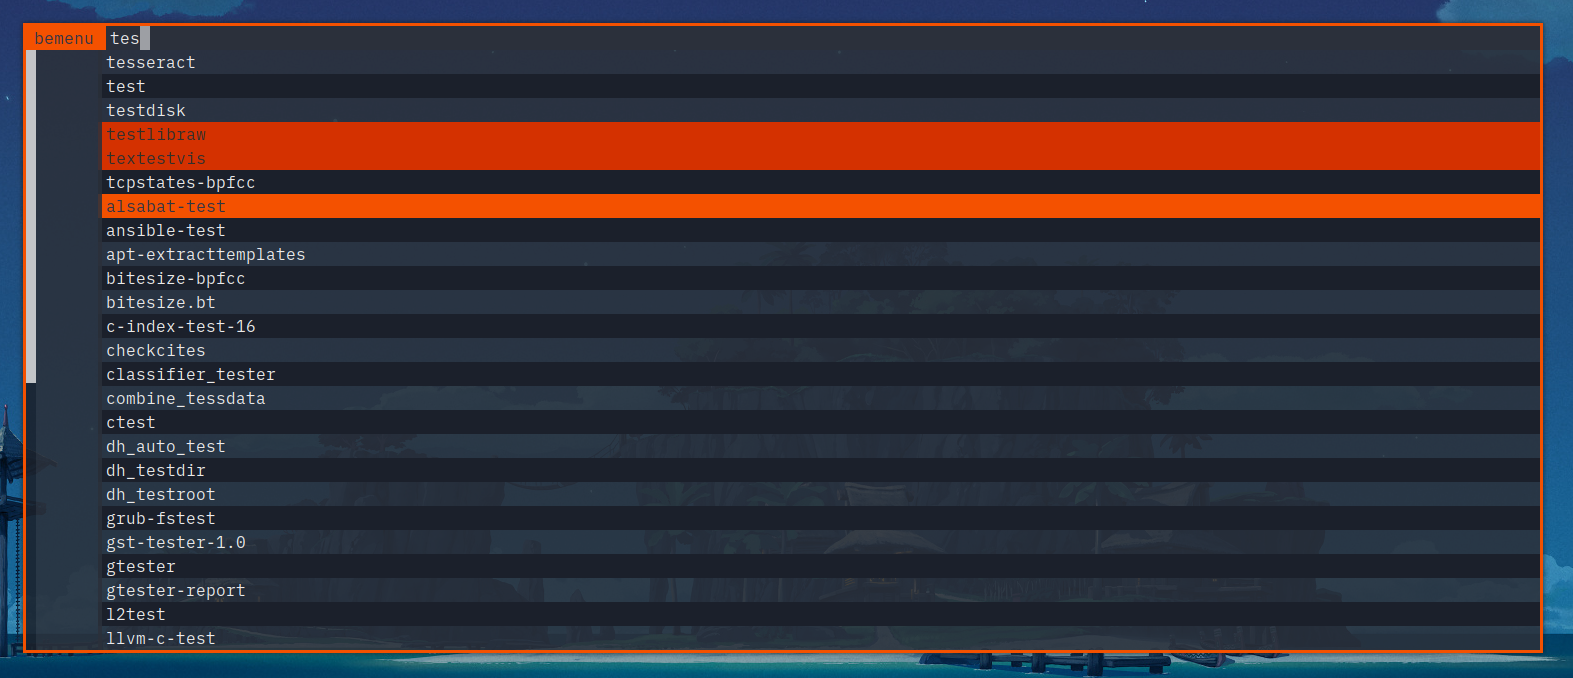 bemenu tes
tesseract
test
testdisk
testlibraw
textestvis
tcpstates-bpfcc
alsabat-test
ansible-test
apt-extracttemplates
bitesize-bpfcc
bitesize.bt
c-index-test-16
checkcites
classifier_tester
combine_tessdata
ctest
dh_auto_test
dh_testdir
dh_testroot
grub-fstest
gst-tester-1.0
gtester
gtester-report
l2test
llvm-c-test